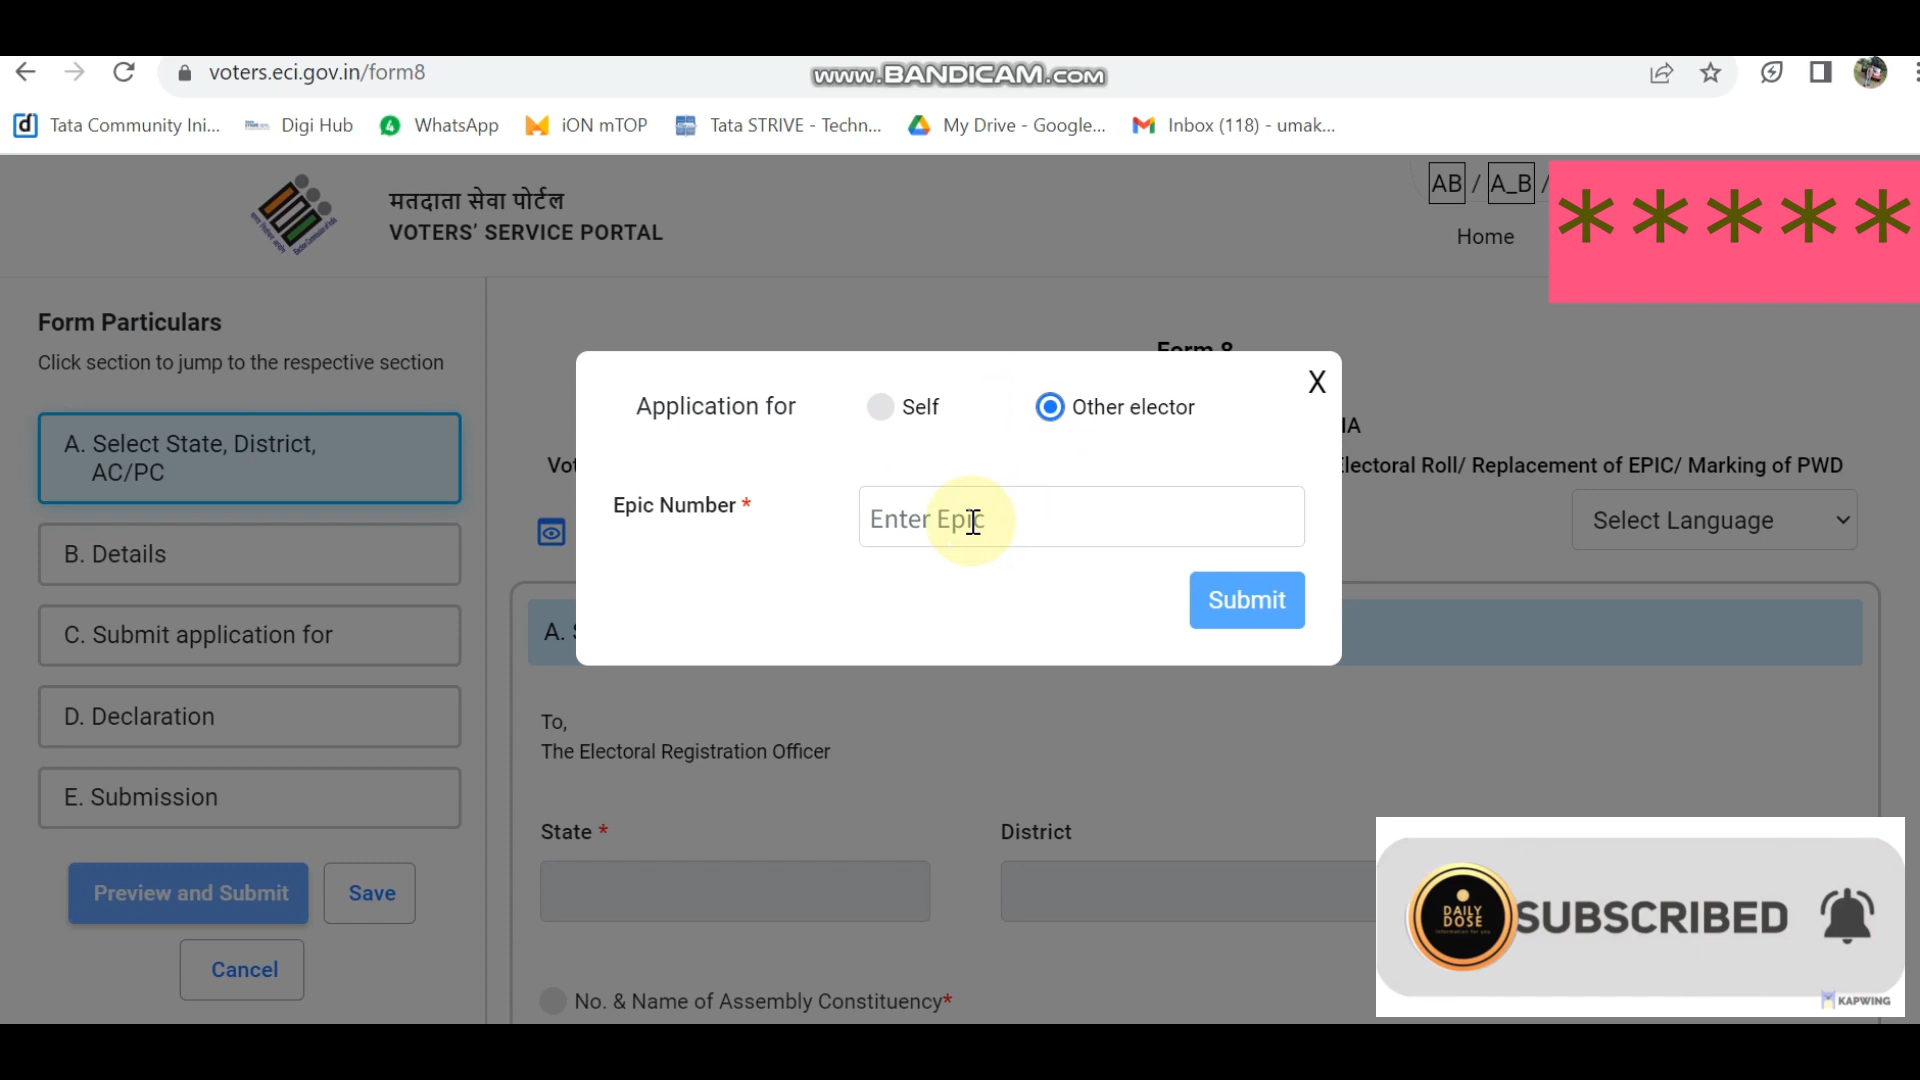 voters.eci.gov.in/form8
www.BANDICAM.com
Tata Community Ini...
Digi Hub
4
WhatsApp
iON mTOP
Tata STRIVE - Techn...
My Drive - Google...
Inbox (118) - umak...
मतदाता सेवा पोर्टल
VOTERS’ SERVICE PORTAL
AB / A_B /
Home
*****
Form Particulars
Click section to jump to the respective section
A. Select State, District,
AC/PC
B. Details
C. Submit application for
D. Declaration
E. Submission
Preview and Submit
Save
Cancel
Form 8
IA
Electoral Roll/ Replacement of EPIC/ Marking of PWD
Select Language
X
Application for
Self
Other elector
Epic Number *
Enter Epic
Submit
A.
To,
The Electoral Registration Officer
State *
District
No. & Name of Assembly Constituency*
DAILY
DOSE
SUBSCRIBED
KAPWING